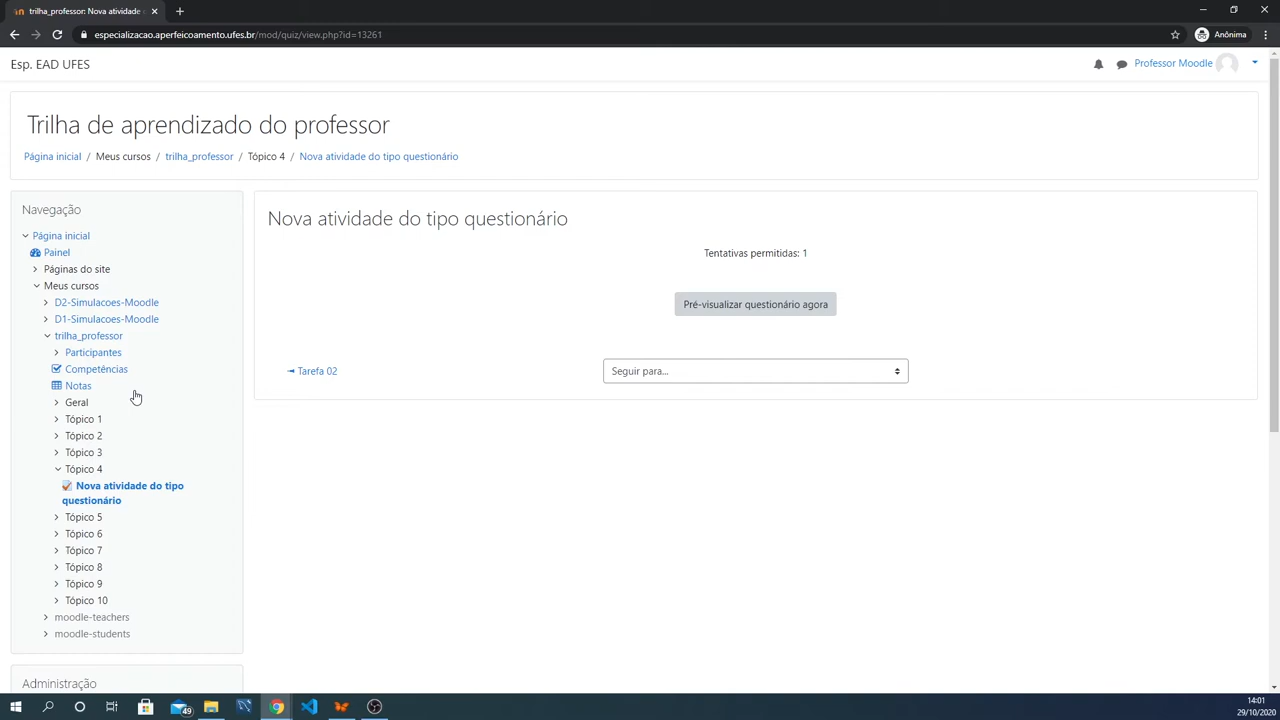 trilha_professor: Nova atividade
especializacao.aperfeicoamento.ufes.br/mod/quiz/view.php?id=13261
Anônima
Esp. EAD UFES
Professor Moodle
Trilha de aprendizado do professor
Página inicial / Meus cursos / trilha_professor / Tópico 4 / Nova atividade do tipo questionário
Navegação
Página inicial
Painel
Páginas do site
Meus cursos
D2-Simulacoes-Moodle
D1-Simulacoes-Moodle
trilha_professor
Participantes
Competências
Notas
Geral
Tópico 1
Tópico 2
Tópico 3
Tópico 4
Nova atividade do tipo
questionário
Tópico 5
Tópico 6
Tópico 7
Tópico 8
Tópico 9
Tópico 10
moodle-teachers
moodle-students
Administração
Nova atividade do tipo questionário
Tentativas permitidas: 1
Pré-visualizar questionário agora
◄ Tarefa 02
Seguir para...
49
14:01
29/10/2020